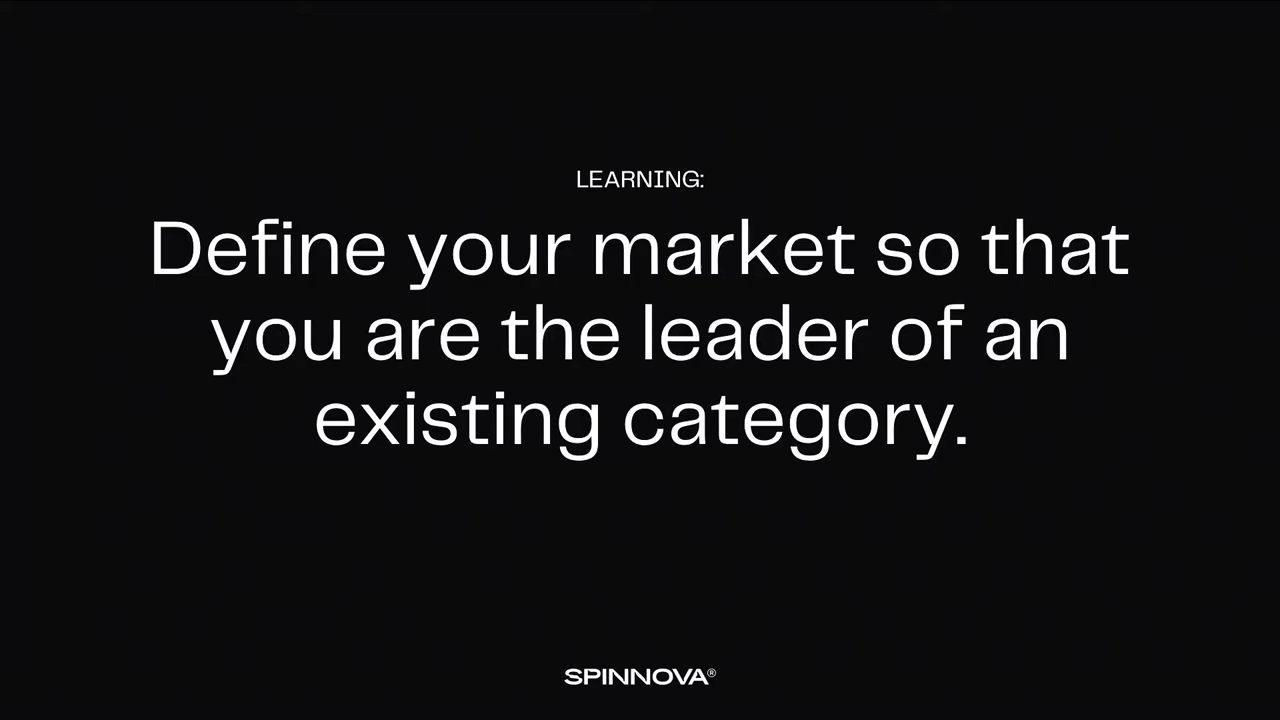 LEARNING:
Define your market so that
you are the leader of an
existing category.
SPINNOVA®